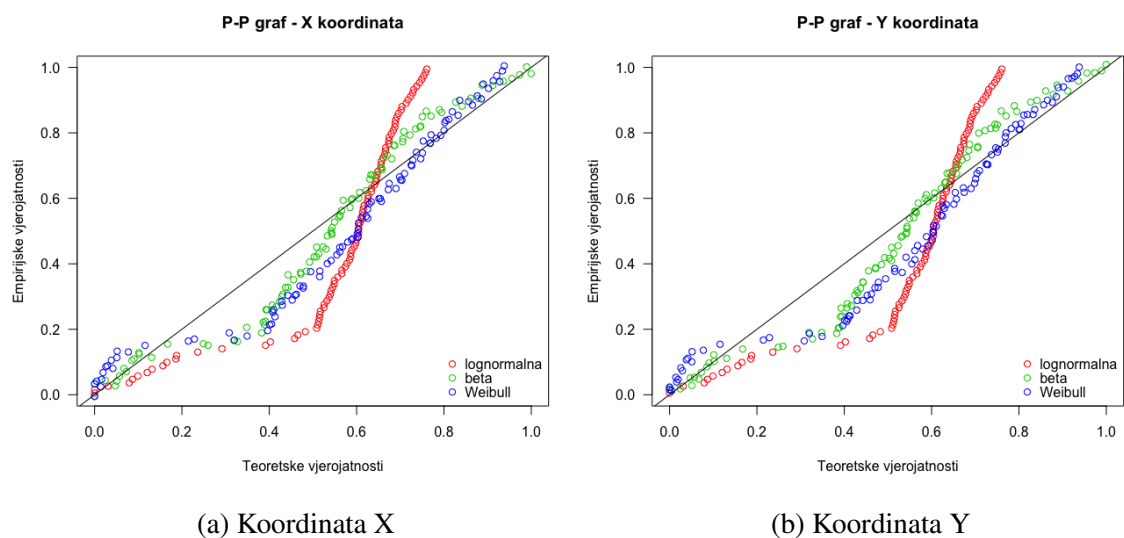 P-P graf - X koordinata
Empirijske vjerojatnosti
1.0
0.8
0.6
0.4
0.2
0.0
lognormalna
beta
Weibull
0.0 0.2 0.4 0.6 0.8 1.0
Teoretske vjerojatnosti
(a) Koordinata X
P-P graf - Y koordinata
Empirijske vjerojatnosti
1.0
0.8
0.6
0.4
0.2
0.0
lognormalna
beta
Weibull
0.0 0.2 0.4 0.6 0.8 1.0
Teoretske vjerojatnosti
(b) Koordinata Y